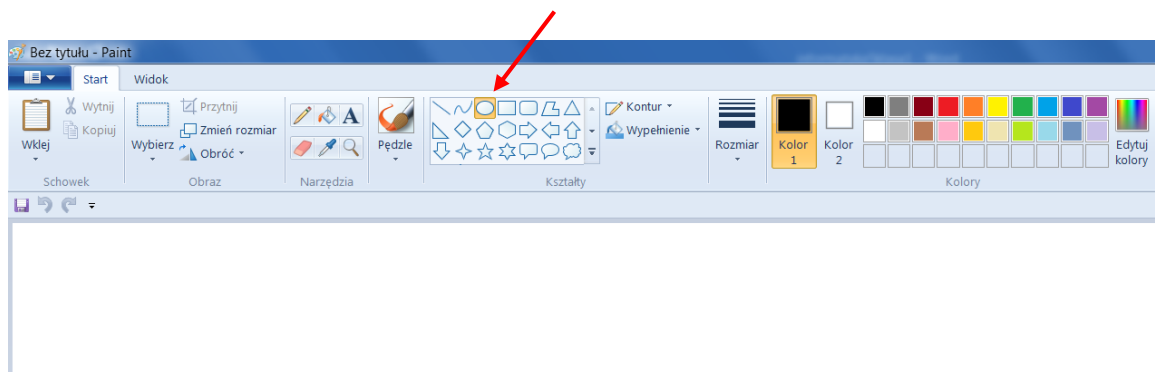 Bez tytułu - Paint
Start Widok
Wklej
Wytnij
Kopiuj
Schowek
Wybierz
Przytnij
Zmień rozmiar
Obróć
Obraz
A
Narzędzia
Pędzle
Kontur
Wypełnienie
Kształty
Rozmiar
Kolor
1
Kolor
2
Edytuj
kolory
Kolory